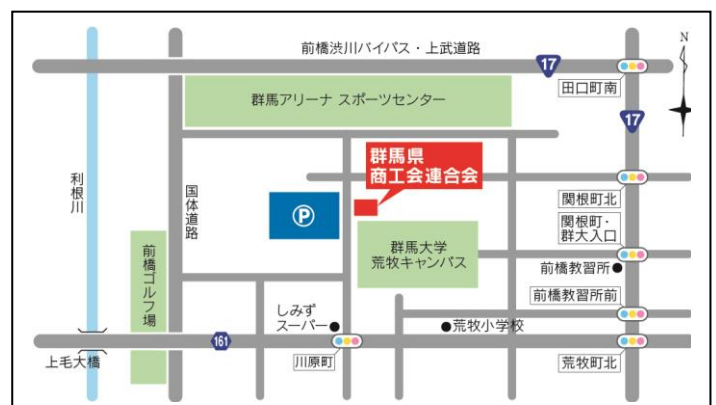 前橋渋川バイパス・上武道路
17
N
田口町南
群馬アリーナ スポーツセンター
17
群馬県
商工会連合会
利根川
国体道路
関根町北
P
関根町・
群大入口
群馬大学
荒牧キャンパス
前橋ゴルフ場
前橋教習所
前橋教習所前
しみず
スーパー
荒牧小学校
161
上毛大橋
川原町
荒牧町北